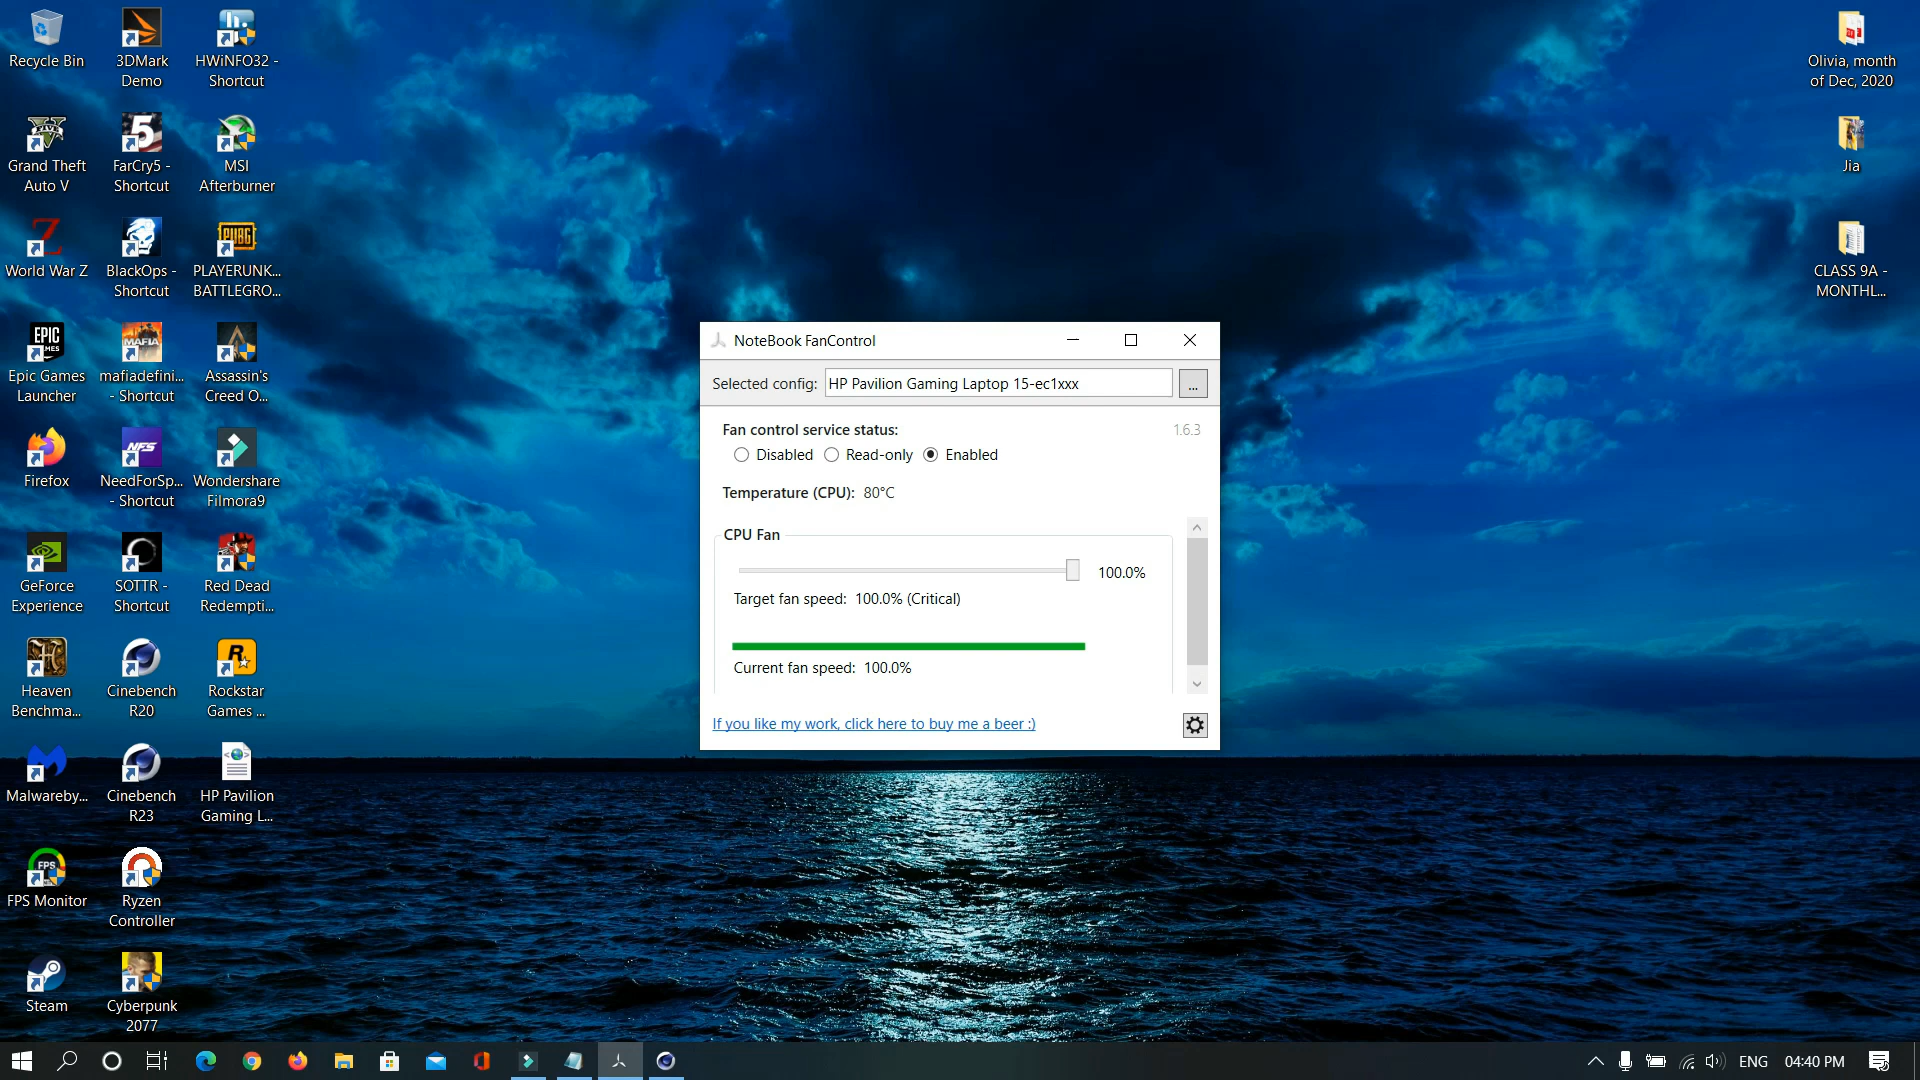 Recycle Bin
3DMark
Demo
HWiNFO32 -
Shortcut
Grand Theft
Auto V
FarCry5 -
Shortcut
MSI
Afterburner
World War Z
BlackOps -
Shortcut
PUBG
PLAYERUNK...
BATTLEGRO...
EPIC
Epic Games
Launcher
MAFIA
mafiadefini...
- Shortcut
Assassin's
Creed O...
Firefox
NFS
NeedForSp...
- Shortcut
Wondershare
Filmora9
GeForce
Experience
SOTTR -
Shortcut
Red Dead
Redempti...
Heaven
Benchma...
Cinebench
R20
Rockstar
Games ...
Malwareby...
Cinebench
R23
HP Pavilion
Gaming L...
FPS
FPS Monitor
Ryzen
Controller
Steam
Cyberpunk
2077
NoteBook FanControl
Selected config: HP Pavilion Gaming Laptop 15-ec1xxx ...
Fan control service status: 1.6.3
Disabled Read-only Enabled
Temperature (CPU): 80°C
CPU Fan
100.0%
Target fan speed: 100.0% (Critical)
Current fan speed: 100.0%
If you like my work, click here to buy me a beer :)
Olivia, month
of Dec, 2020
Jia
CLASS 9A -
MONTHL...
ENG 04:40 PM